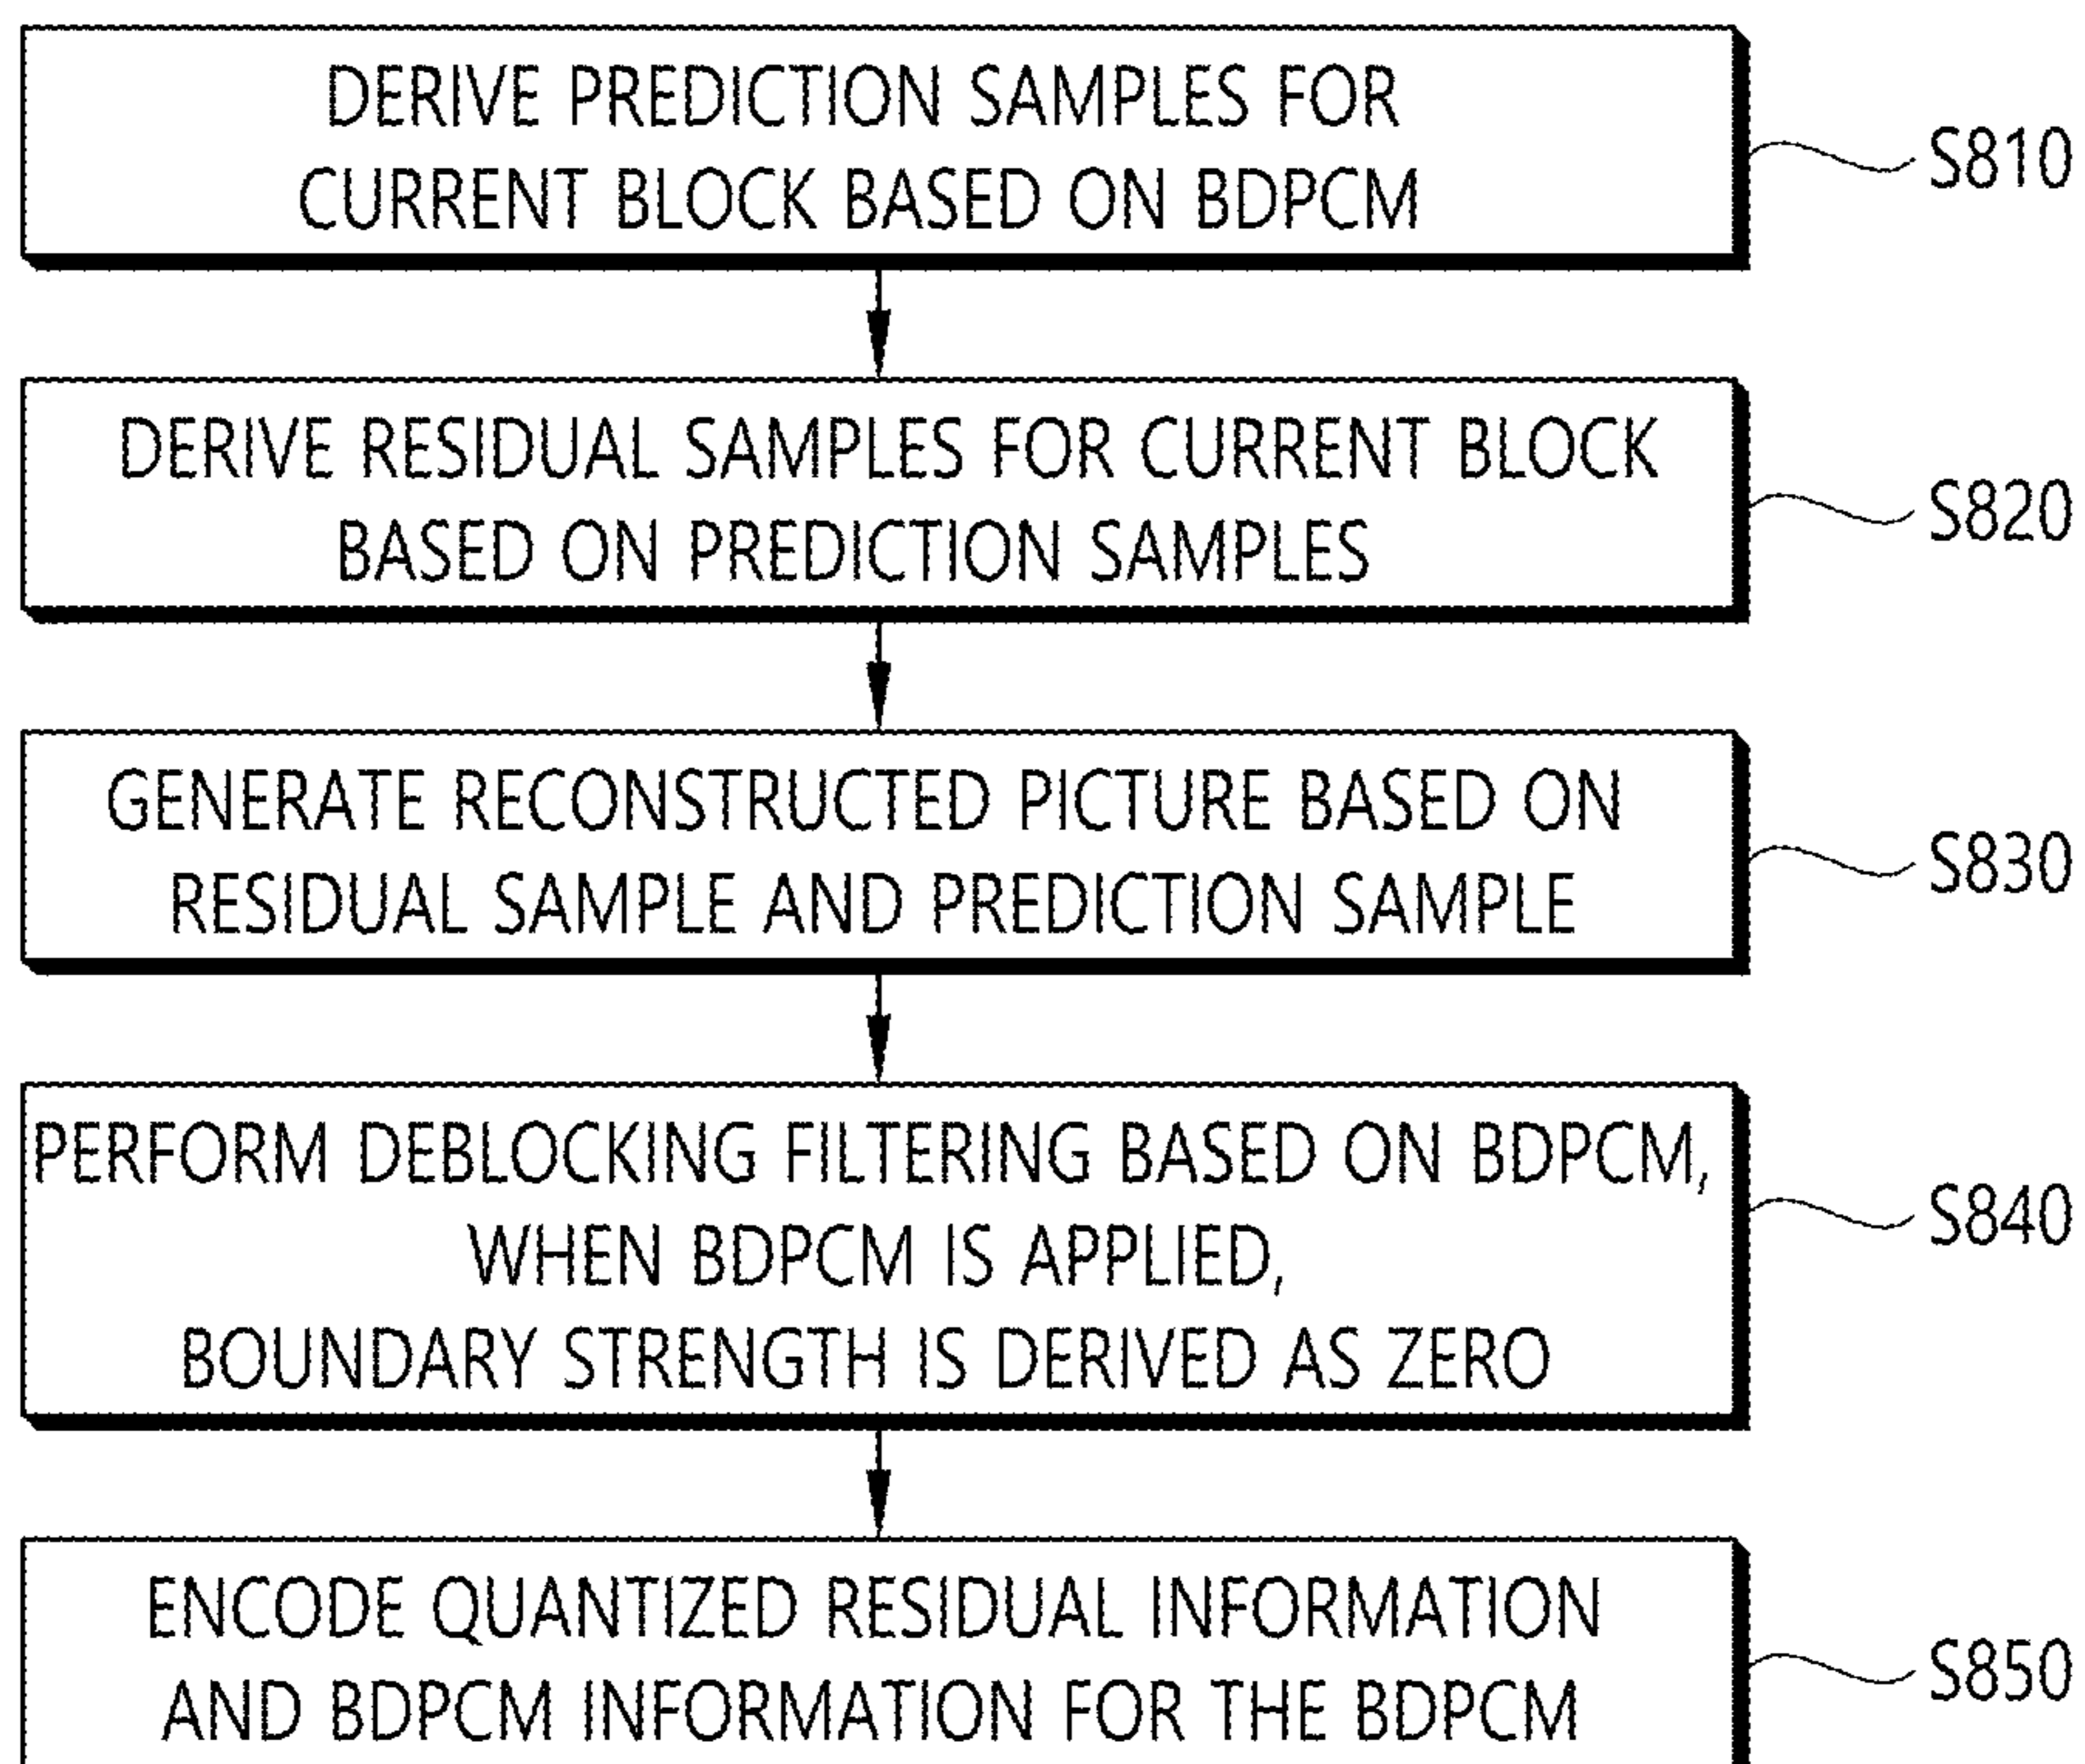 DERIVE PREDICTION SAMPLES FOR
CURRENT BLOCK BASED ON BDPCM
S810
DERIVE RESIDUAL SAMPLES FOR CURRENT BLOCK
BASED ON PREDICTION SAMPLES
S820
GENERATE RECONSTRUCTED PICTURE BASED ON
RESIDUAL SAMPLE AND PREDICTION SAMPLE
S830
PERFORM DEBLOCKING FILTERING BASED ON BDPCM,
WHEN BDPCM IS APPLIED,
BOUNDARY STRENGTH IS DERIVED AS ZERO
S840
ENCODE QUANTIZED RESIDUAL INFORMATION
AND BDPCM INFORMATION FOR THE BDPCM
S850